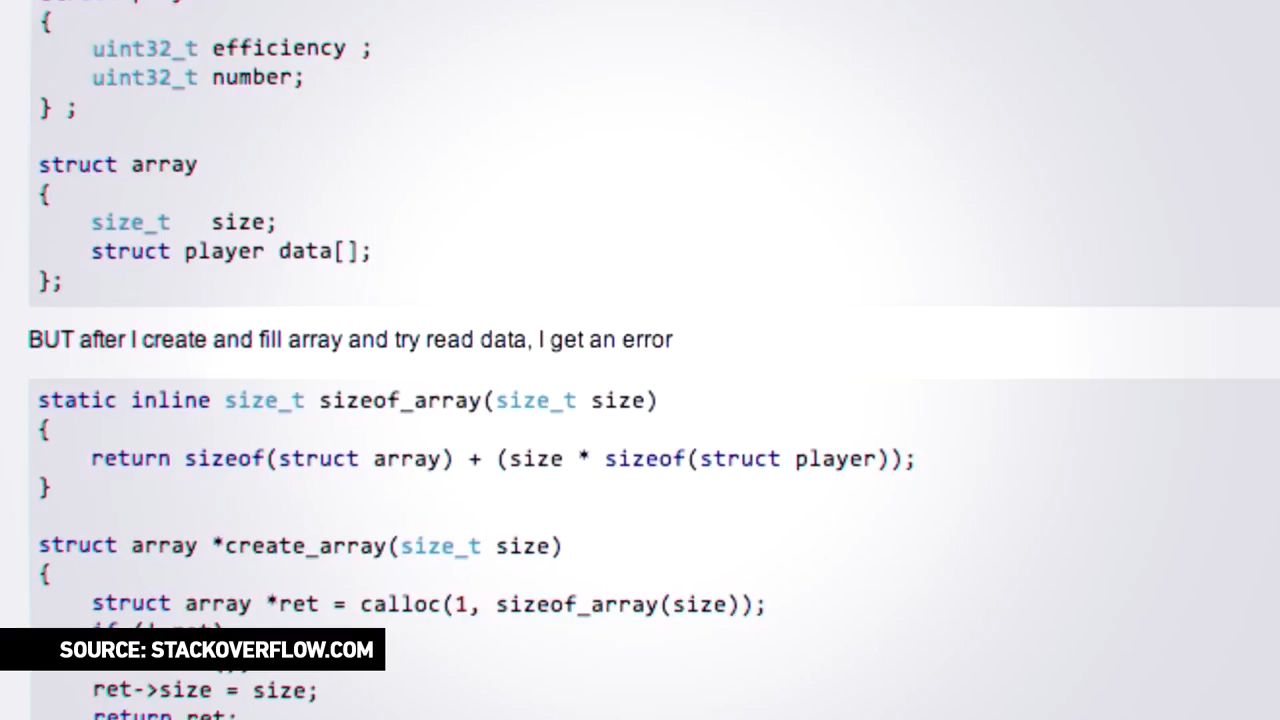 {
uint32_t efficiency ;
uint32_t number;
} ;
struct array
{
size_t   size;
struct player data[];
};
BUT after I create and fill array and try read data, I get an error
static inline size_t sizeof_array(size_t size)
{
return sizeof(struct array) + (size * sizeof(struct player));
}
struct array *create_array(size_t size)
{
struct array *ret = calloc(1, sizeof_array(size));
SOURCE: STACKOVERFLOW.COM
ret->size = size;
return ret;